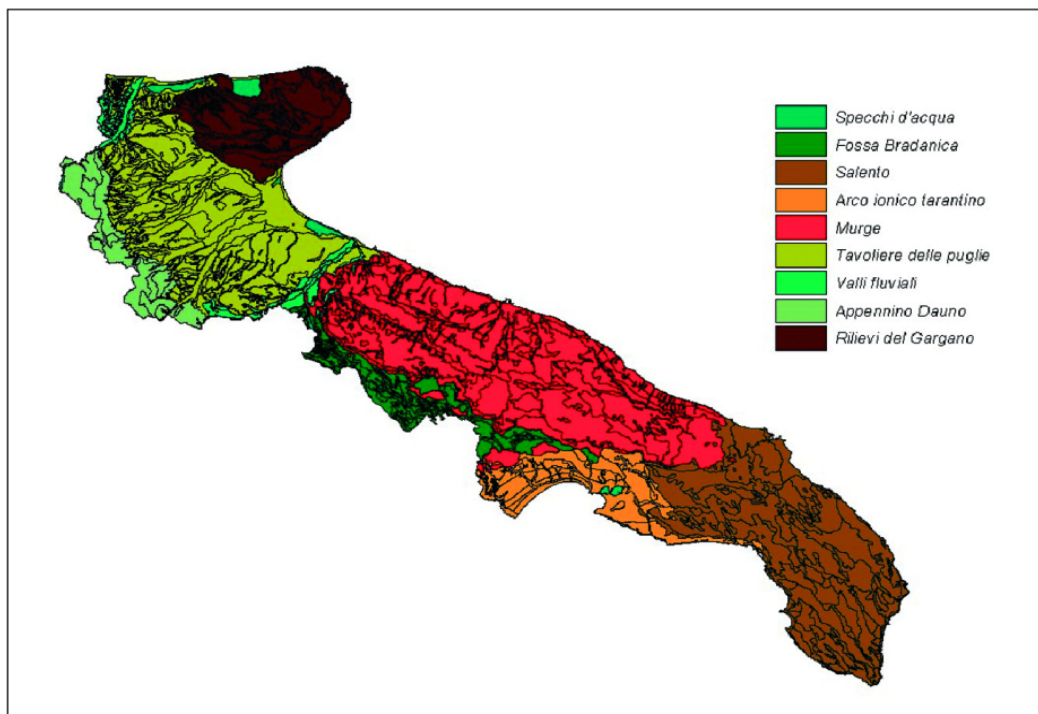 Specchi d'acqua
Fossa Bradanica
Salento
Arco ionico tarantino
Murge
Tavoliere delle puglie
Valli fluviali
Appennino Dauno
Rilievi del Gargano